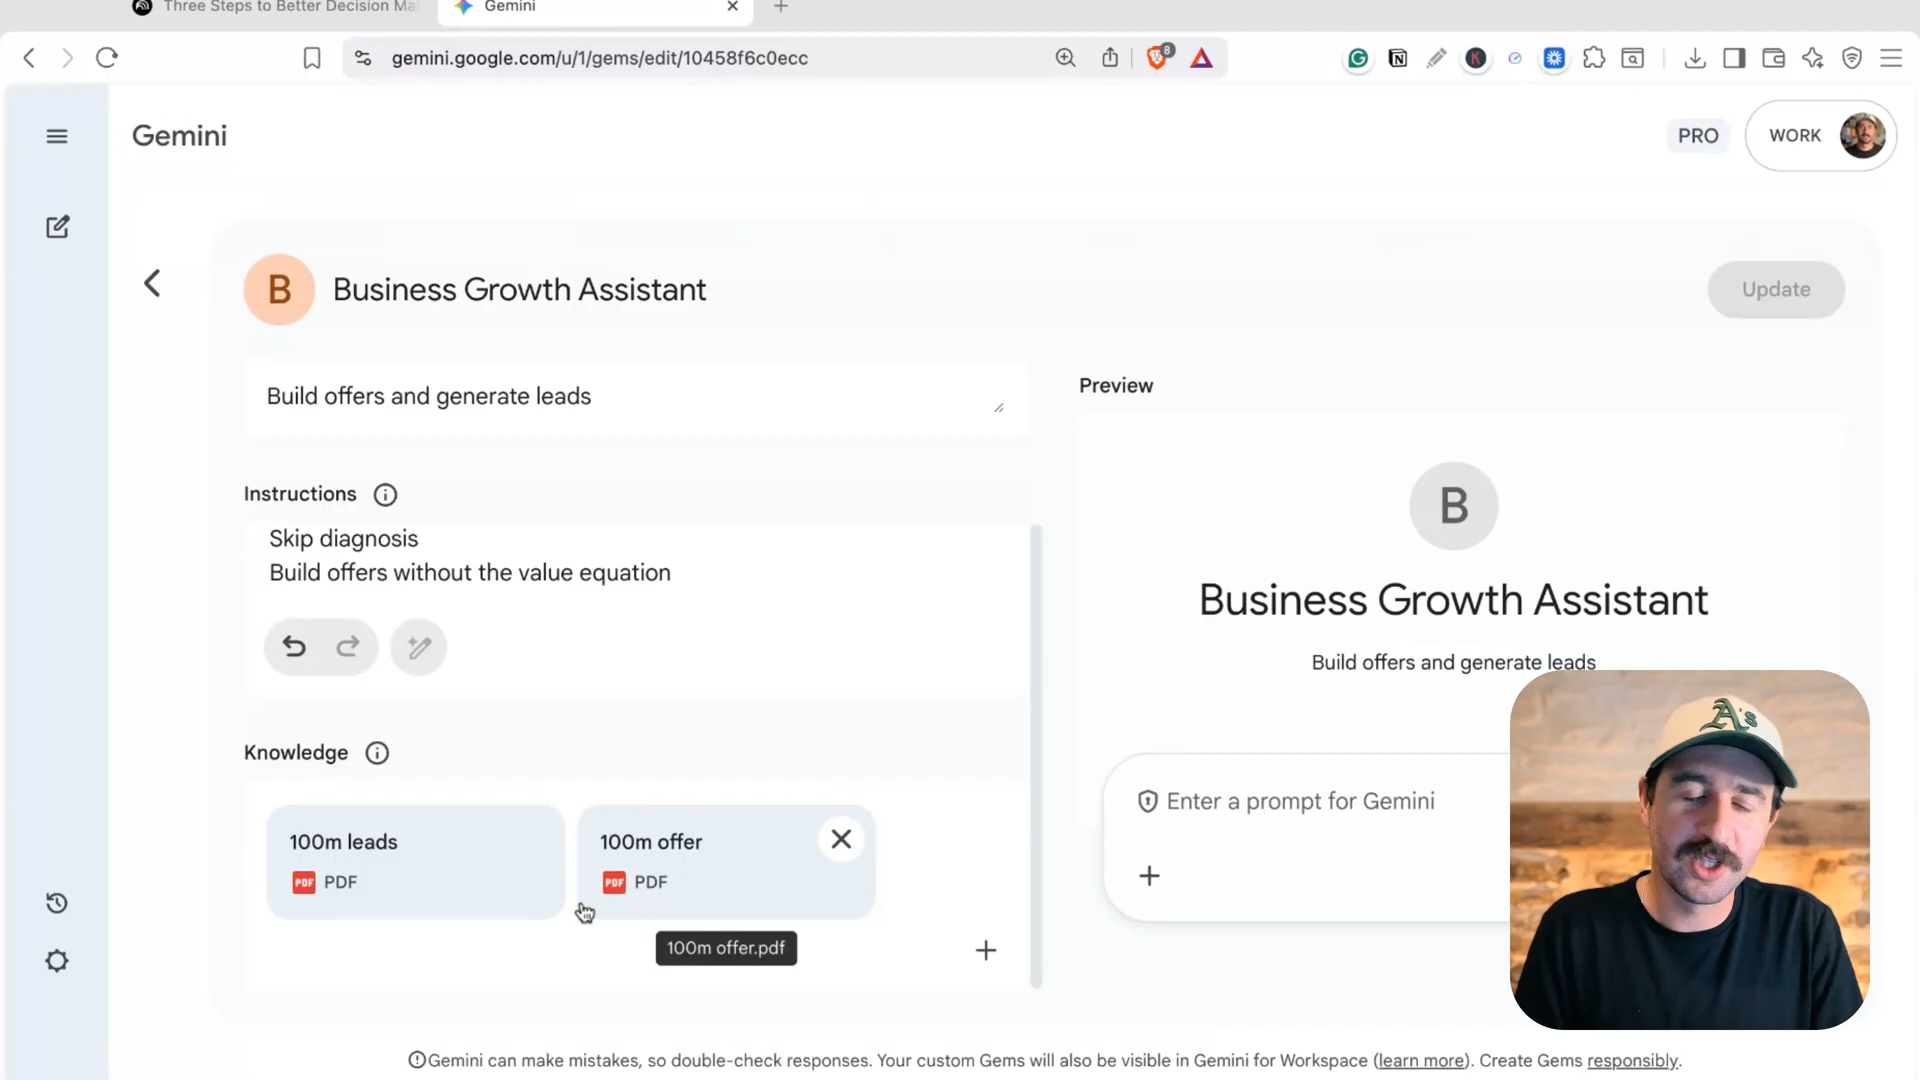 Three Steps to Better Decision Ma
Gemini
gemini.google.com/u/1/gems/edit/10458f6c0ecc
8
Gemini
PRO
WORK
B
Business Growth Assistant
Update
Build offers and generate leads
Preview
Instructions
Skip diagnosis
Build offers without the value equation
B
Business Growth Assistant
Build offers and generate leads
Knowledge
100m leads
PDF PDF
100m offer
PDF PDF
100m offer.pdf
Enter a prompt for Gemini
A's
Gemini can make mistakes, so double-check responses. Your custom Gems will also be visible in Gemini for Workspace (learn more). Create Gems responsibly.